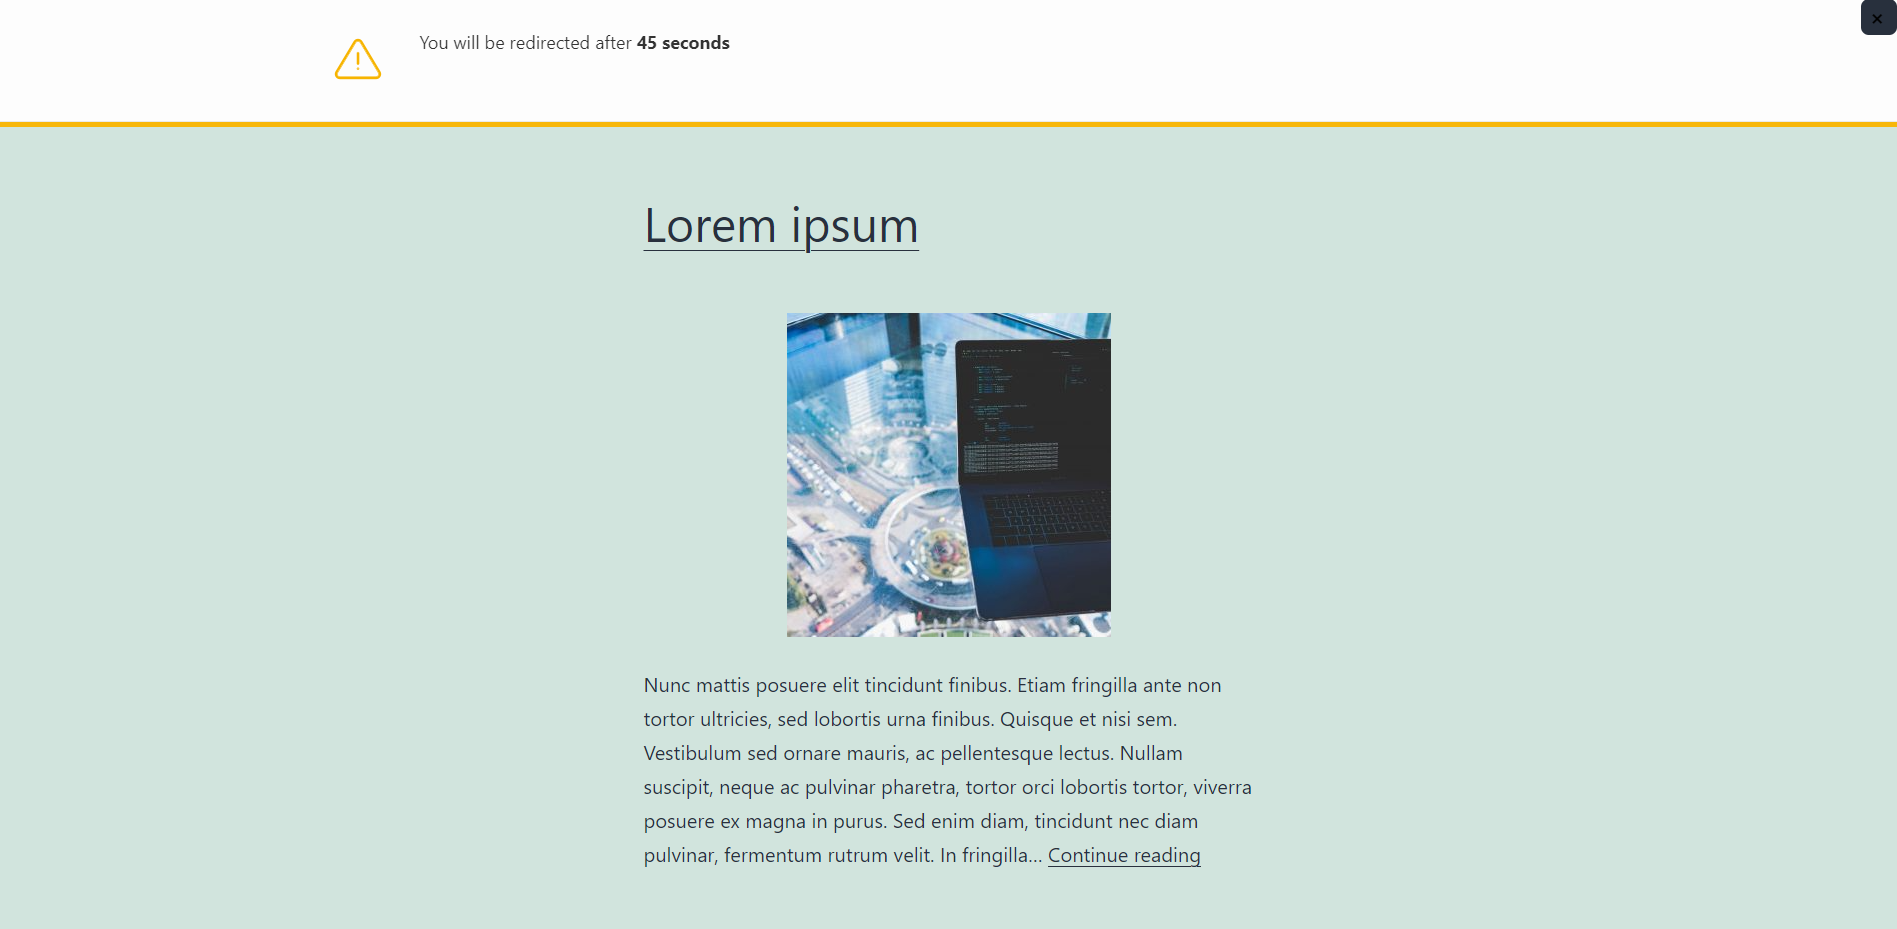 You will be redirected after 45 seconds
×
Lorem ipsum
Nunc mattis posuere elit tincidunt finibus. Etiam fringilla ante non
tortor ultricies, sed lobortis urna finibus. Quisque et nisi sem.
Vestibulum sed ornare mauris, ac pellentesque lectus. Nullam
suscipit, neque ac pulvinar pharetra, tortor orci lobortis tortor, viverra
posuere ex magna in purus. Sed enim diam, tincidunt nec diam
pulvinar, fermentum rutrum velit. In fringilla… Continue reading